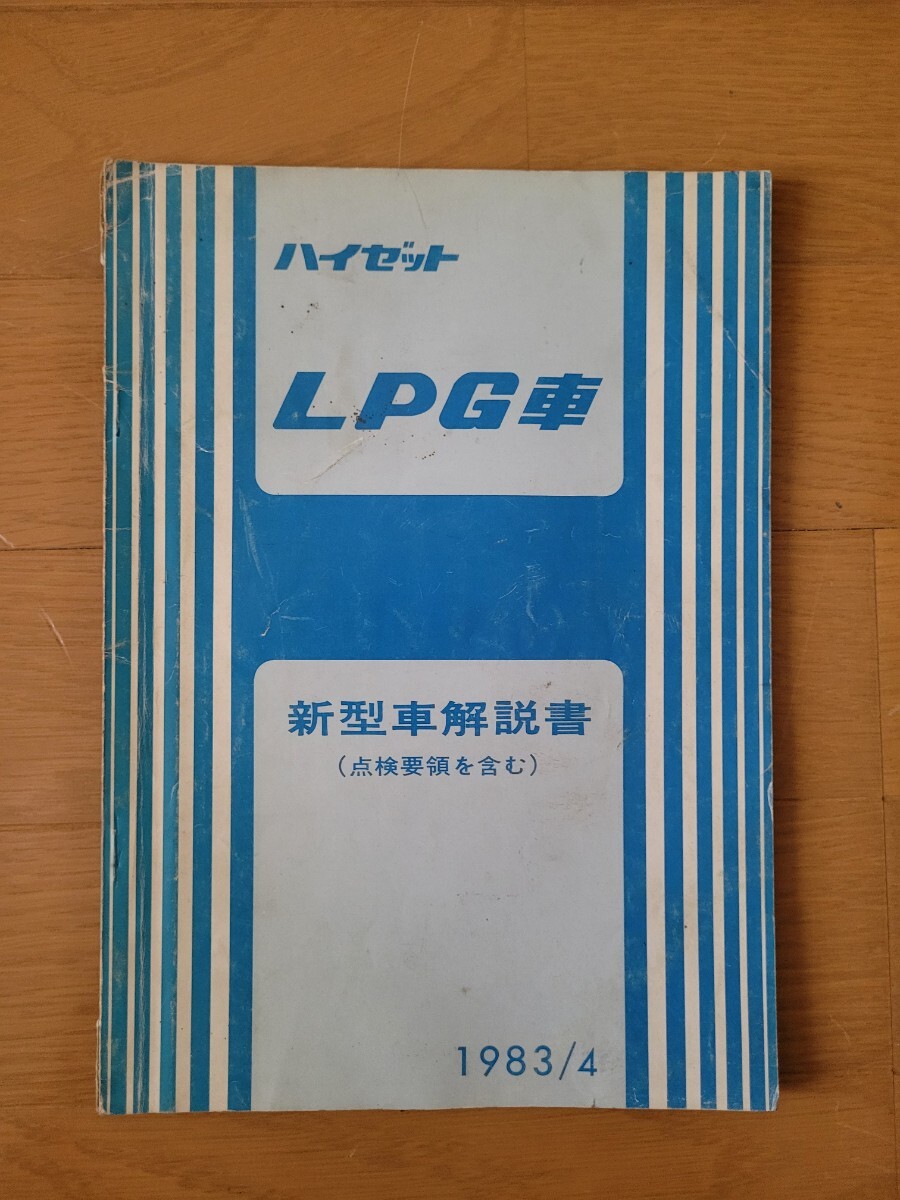 ハイゼット
LPG車
新型車解説書
(点検要領を含む)
1983/4